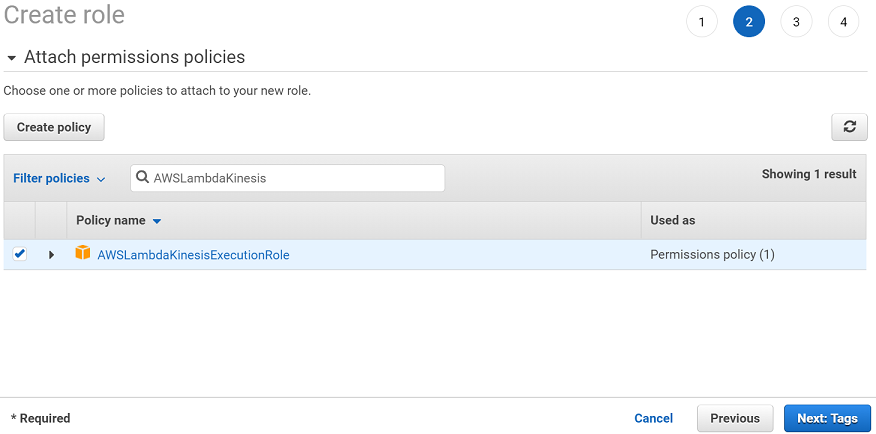 Create role
1 2 3 4
Attach permissions policies
Choose one or more policies to attach to your new role.
Create policy
Filter policies AWSLambdaKinesis Showing 1 result
Policy name Used as
AWSLambdaKinesisExecutionRole Permissions policy (1)
* Required Cancel Previous Next: Tags